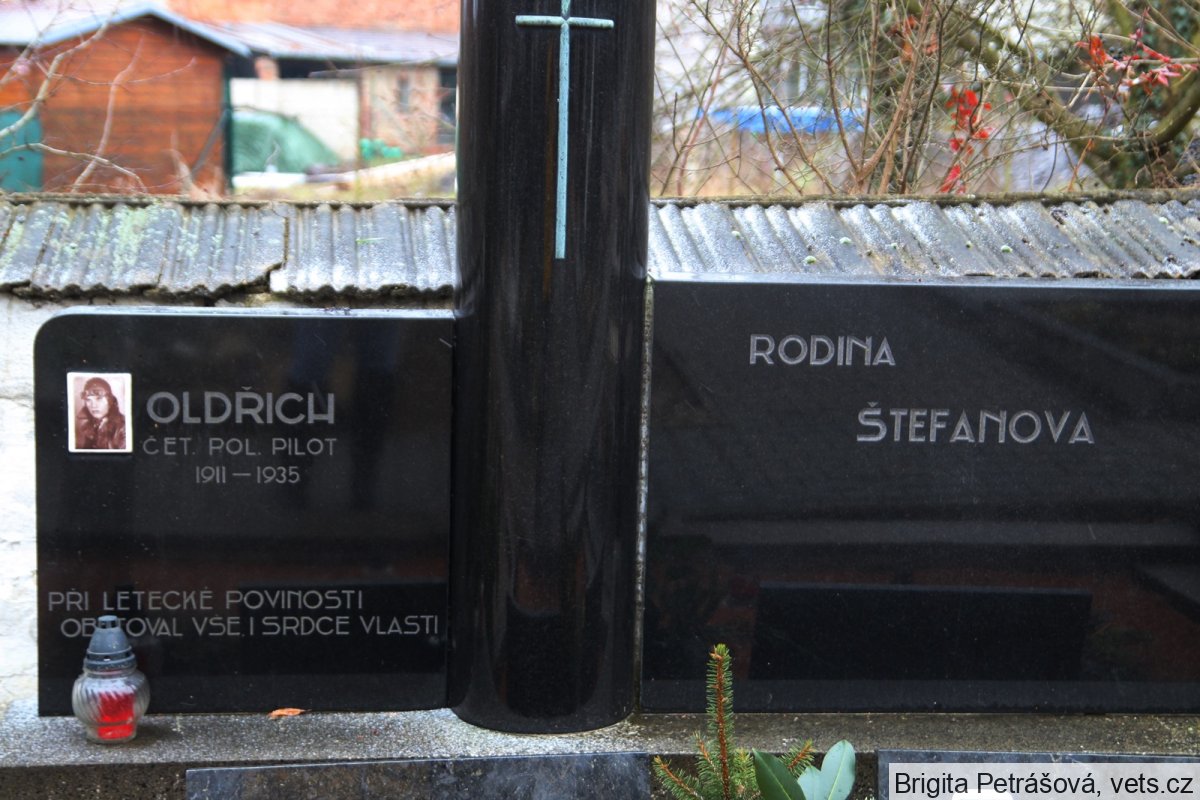 OLDŘICH
ČET. POL. PILOT
1911 — 1935
PŘI LETECKÉ POVINOSTI
OBĚTOVAL VŠE, I SRDCE VLASTI
RODINA
ŠTEFANOVA
Brigita Petrášová, vets.cz